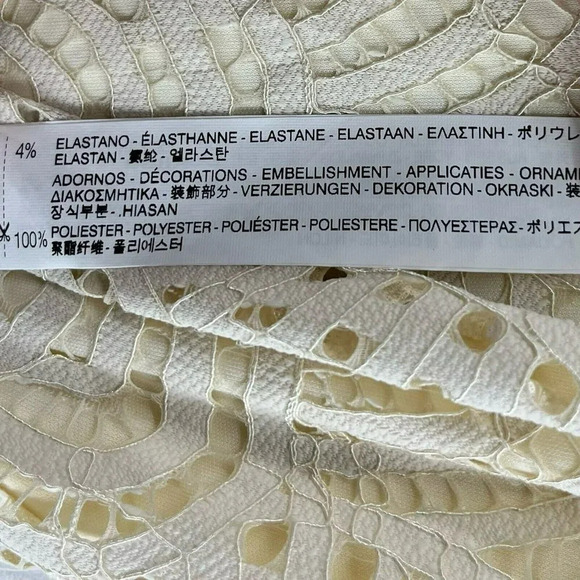 4% ELASTANO - ÉLASTHANNE - ELASTANE - ELASTAAN - ΕΛΑΣΤΙΝΗ - ポリウレ
ELASTAN - 氨纶 - 엘라스탄
ADORNOS - DÉCORATIONS - EMBELLISHMENT - APPLICATIES - ORNAME
ΔΙΑΚΟΣΜΗΤΙΚΑ - 装飾部分 - VERZIERUNGEN - DEKORATION - OKRASKI - 装
장식부분 - .HIASAN
100% POLIESTER - POLYESTER - POLIÉSTER - POLIESTERE - ΠΟΛΥΕΣΤΕΡΑΣ - ポリエス
聚酯纤维 - 폴리에스터